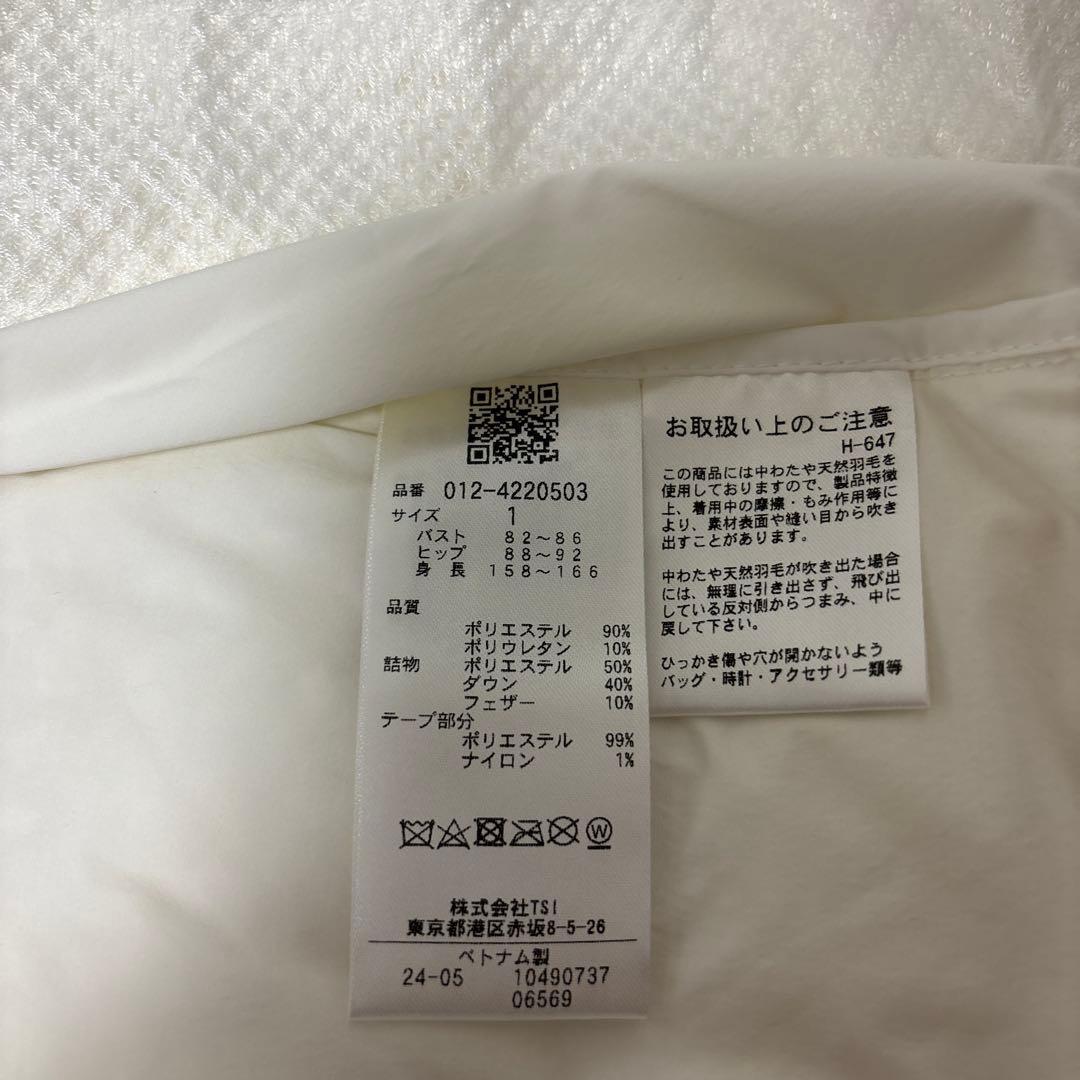 品番 012-4220503
サイズ 1
バスト 82～86
ヒップ 88～92
身長 158～166
品質
ポリエステル 90%
ポリウレタン 10%
詰物 ポリエステル 50%
ダウン 40%
フェザー 10%
テープ部分
ポリエステル 99%
ナイロン 1%
W
株式会社TSI
東京都港区赤坂8-5-26
ベトナム製
24-05 10490737
06569
お取扱い上のご注意
H-647
この商品には中わたや天然羽毛を
使用しておりますので、製品特徴
上、着用中の摩擦・もみ作用等に
より、素材表面や縫い目から吹き
出すことがあります。
中わたや天然羽毛が吹き出た場合
には、無理に引き出さず、飛び出
している反対側からつまみ、中に
戻して下さい。
ひっかき傷や穴が開かないよう
バッグ・時計・アクセサリー類等